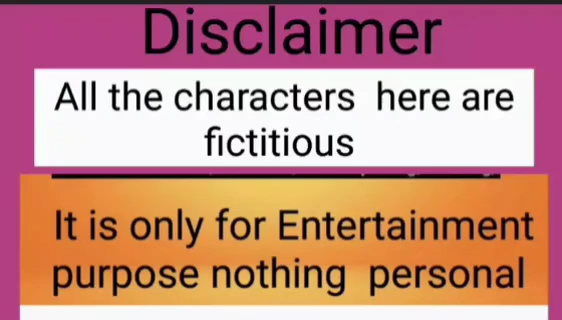 Disclaimer
All the characters here are
fictitious
It is only for Entertainment
purpose nothing personal